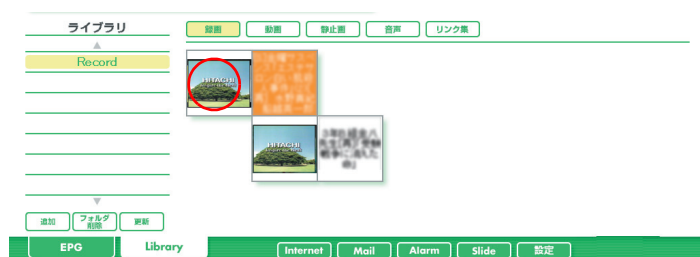 ライブラリ
録画
動画
静止画
音声
リンク集
Record
HITACHI
HITACHI
追加
フォルダ
削除
更新
EPG
Library
Internet
Mail
Alarm
Slide
設定